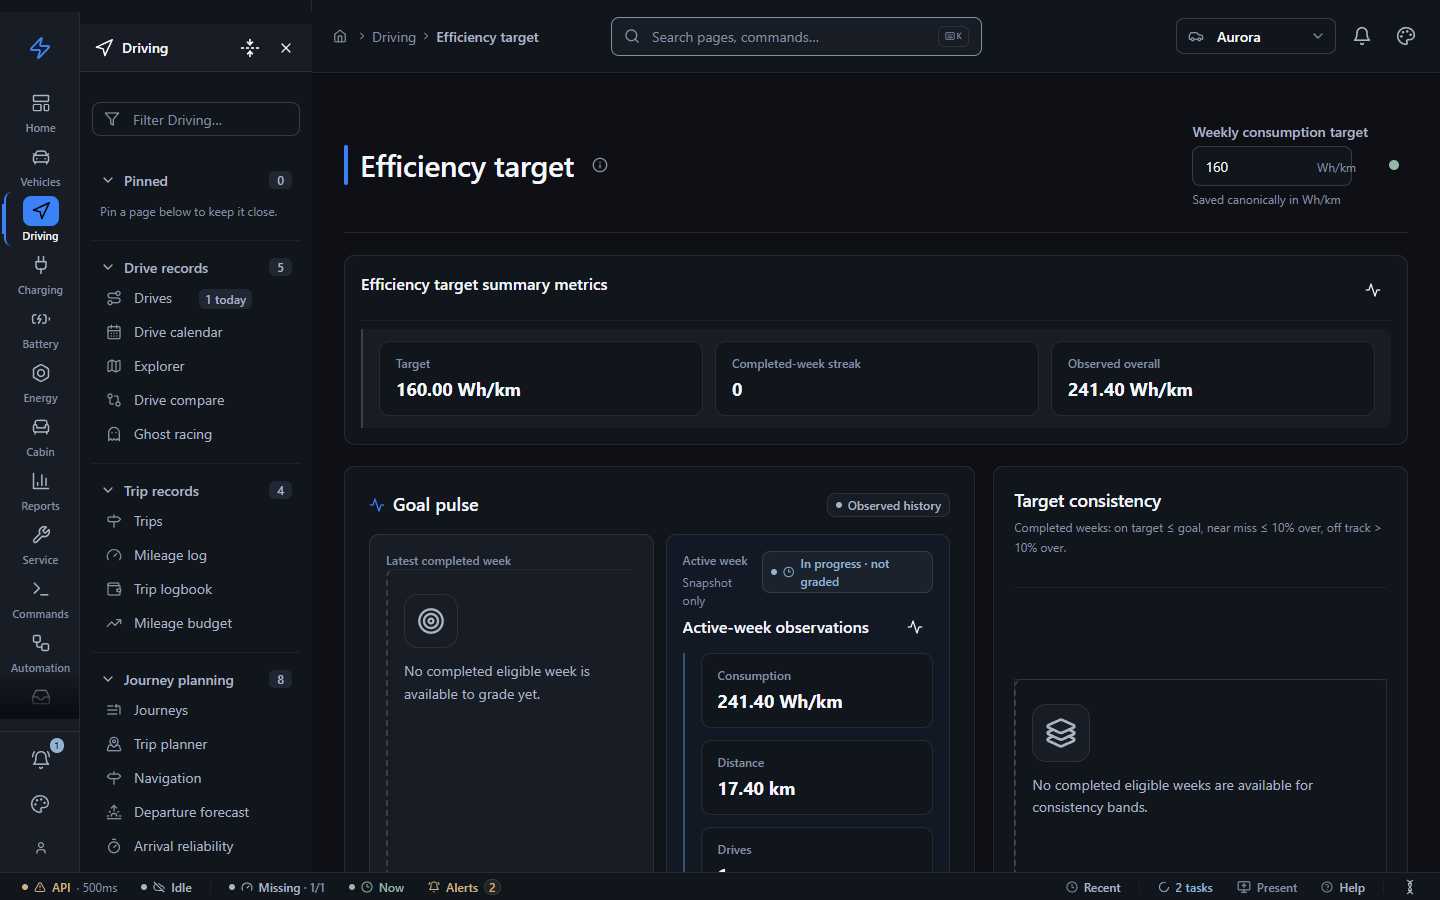 Driving
Driving
Efficiency target
Search pages, commands...
K
Aurora
Home
Vehicles
Driving
Charging
Battery
Energy
Cabin
Reports
Service
Commands
Automation
1
Filter Driving...
Pinned
0
Pin a page below to keep it close.
Drive records
5
Drives
1 today
Drive calendar
Explorer
Drive compare
Ghost racing
Trip records
4
Trips
Mileage log
Trip logbook
Mileage budget
Journey planning
8
Journeys
Trip planner
Navigation
Departure forecast
Arrival reliability
Efficiency target
Weekly consumption target
160
Wh/km
Saved canonically in Wh/km
Efficiency target summary metrics
Target
160.00 Wh/km
Completed-week streak
0
Observed overall
241.40 Wh/km
Goal pulse
Observed history
Latest completed week
No completed eligible week is
available to grade yet.
Active week
Snapshot
only
In progress · not
graded
Active-week observations
Consumption
241.40 Wh/km
Distance
17.40 km
Drives
Target consistency
Completed weeks: on target ≤ goal, near miss ≤ 10% over, off track >
10% over.
No completed eligible weeks are available for
consistency bands.
API · 500ms
Idle
Missing · 1/1
Now
Alerts 2
Recent
2 tasks
Present
Help